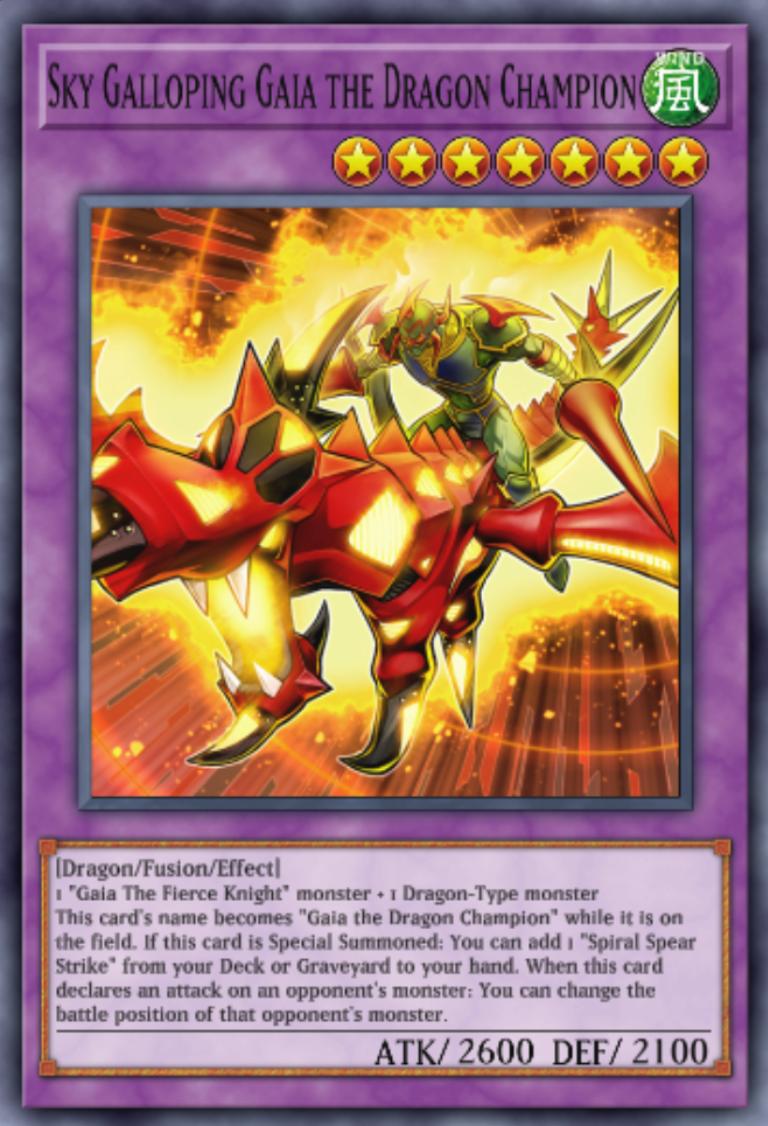 Sky Galloping Gaia the Dragon Champion
WIND
風
[Dragon/Fusion/Effect]
1 "Gaia The Fierce Knight" monster + 1 Dragon-Type monster
This card's name becomes "Gaia the Dragon Champion" while it is on
the field. If this card is Special Summoned: You can add 1 "Spiral Spear
Strike" from your Deck or Graveyard to your hand. When this card
declares an attack on an opponent's monster: You can change the
battle position of that opponent's monster.
ATK/ 2600 DEF/ 2100